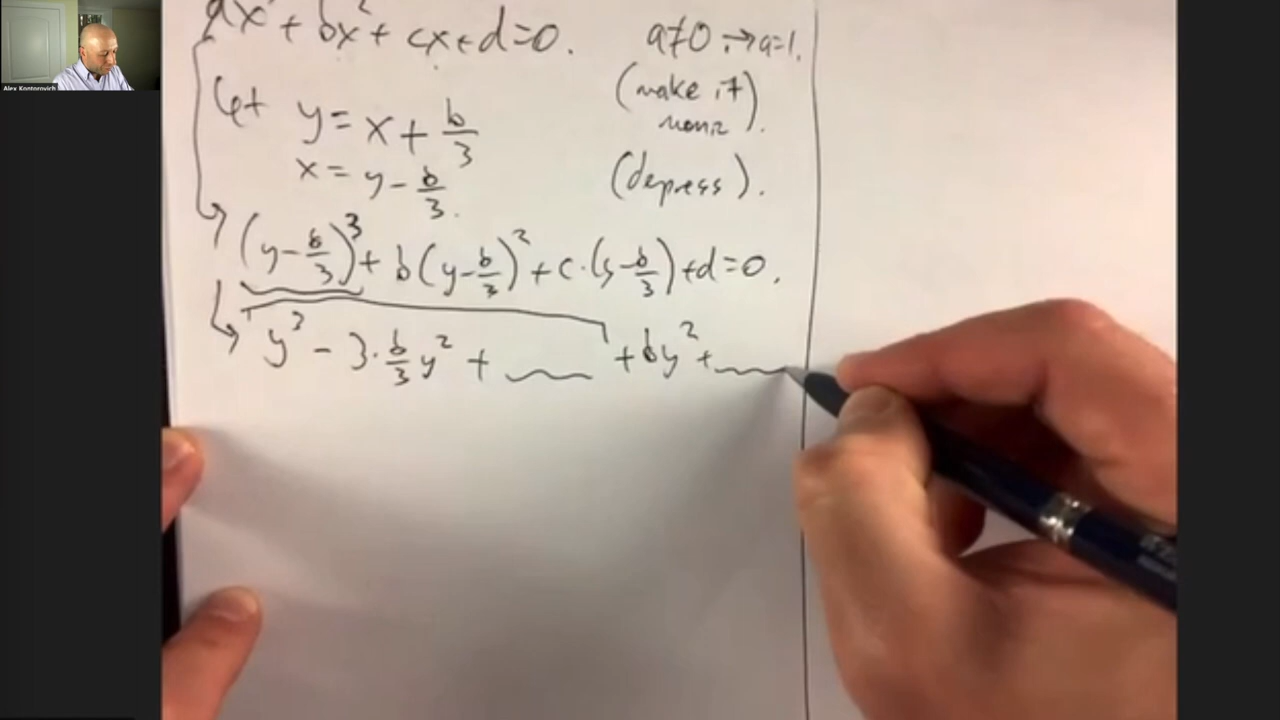 ax³ + bx² + cx + d = 0.
a ≠ 0 . → a = 1.
(make it monic).
Let y = x + b/3
x = y - b/3.
(depress).
(y - b/3)³ + b(y - b/3)² + c·(y - b/3) + d = 0.
y³ - 3·b/3 y² + + by² +
Alex Kontorovich